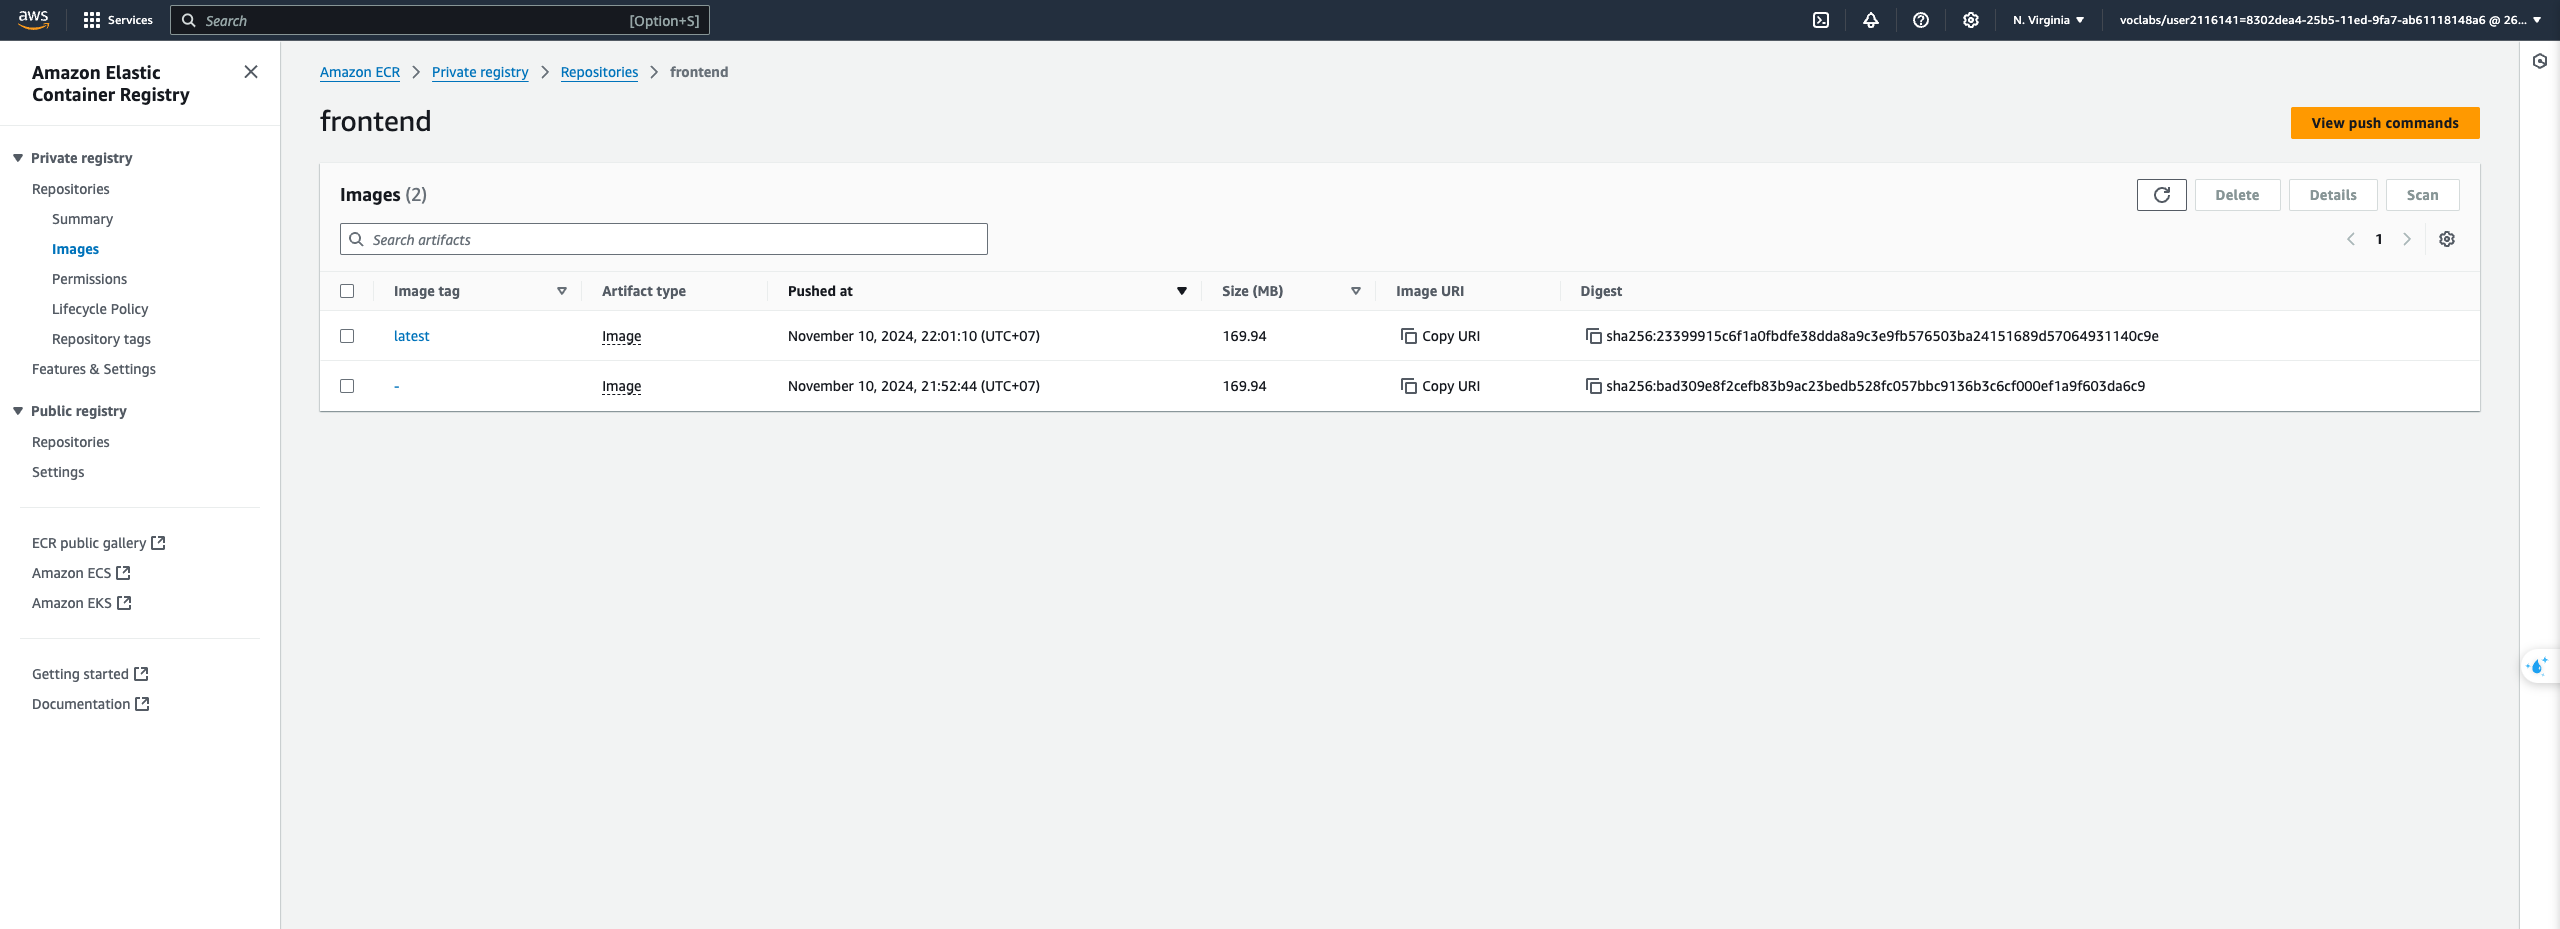 aws
Services
Search
[Option+S]
N. Virginia
voclabs/user2116141=8302dea4-25b5-11ed-9fa7-ab61118148a6 @ 26...
Amazon Elastic
Container Registry
Private registry
Repositories
Summary
Images
Permissions
Lifecycle Policy
Repository tags
Features & Settings
Public registry
Repositories
Settings
ECR public gallery
Amazon ECS
Amazon EKS
Getting started
Documentation
Amazon ECR > Private registry > Repositories > frontend
frontend
View push commands
Images (2)
Delete
Details
Scan
Search artifacts
1
Image tag Artifact type Pushed at Size (MB) Image URI Digest
latest Image November 10, 2024, 22:01:10 (UTC+07) 169.94 Copy URI sha256:23399915c6f1a0fbdfe38dda8a9c3e9fb576503ba24151689d57064931140c9e
- Image November 10, 2024, 21:52:44 (UTC+07) 169.94 Copy URI sha256:bad309e8f2cefb83b9ac23bedb528fc057bbc9136b3c6cf000ef1a9f603da6c9